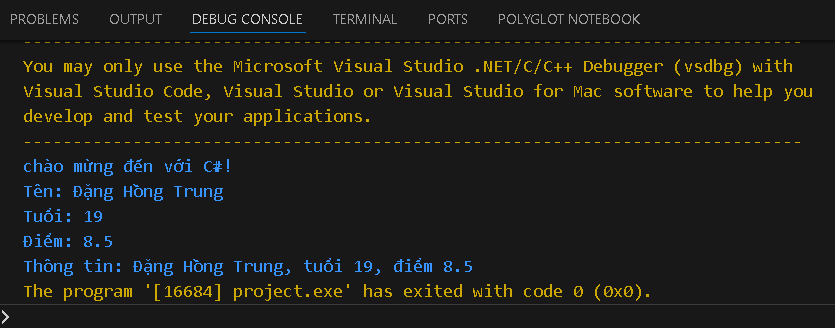 PROBLEMS OUTPUT DEBUG CONSOLE TERMINAL PORTS POLYGLOT NOTEBOOK
------------------------------------------------------------------------------
You may only use the Microsoft Visual Studio .NET/C/C++ Debugger (vsdbg) with
Visual Studio Code, Visual Studio or Visual Studio for Mac software to help you
develop and test your applications.
------------------------------------------------------------------------------
chào mừng đến với C#!
Tên: Đặng Hồng Trung
Tuổi: 19
Điểm: 8.5
Thông tin: Đặng Hồng Trung, tuổi 19, điểm 8.5
The program '[16684] project.exe' has exited with code 0 (0x0).